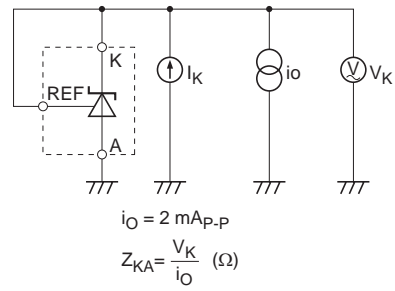 K
REF
A
I_K
io
V
V_K
i_O = 2 mA_P-P
Z_KA = V_K / i_O (Ω)